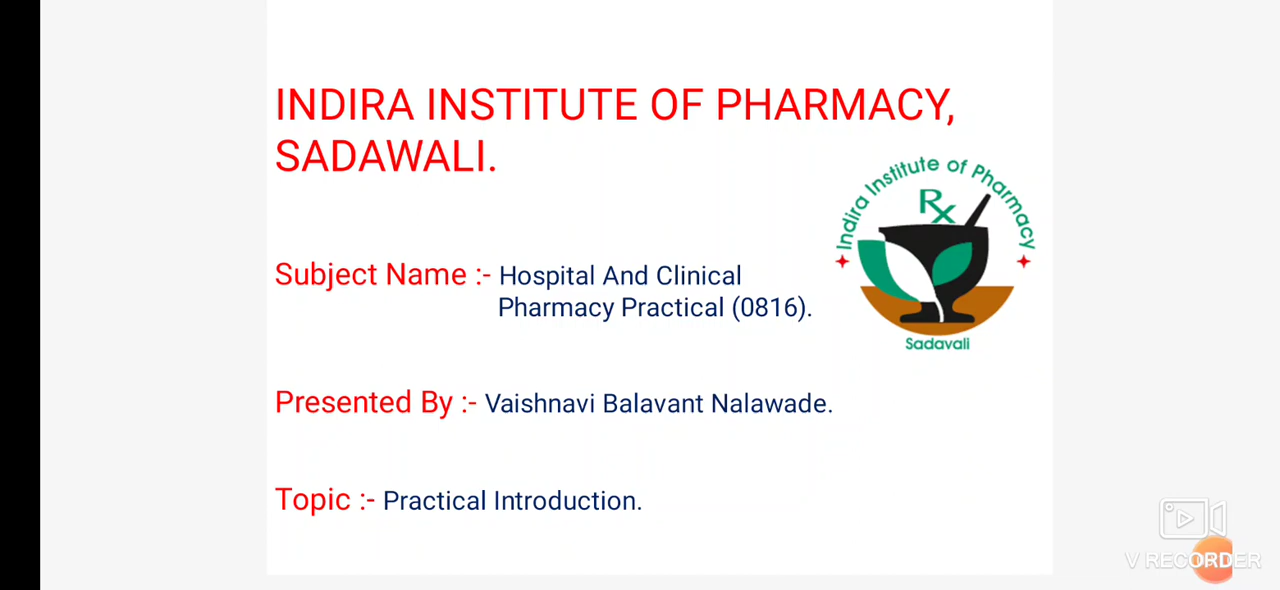 INDIRA INSTITUTE OF PHARMACY,
SADAWALI.
Indira Institute of Pharmacy
Rx
Sadavali
Subject Name :- Hospital And Clinical
Pharmacy Practical (0816).
Presented By :- Vaishnavi Balavant Nalawade.
Topic :- Practical Introduction.
V RECORDER